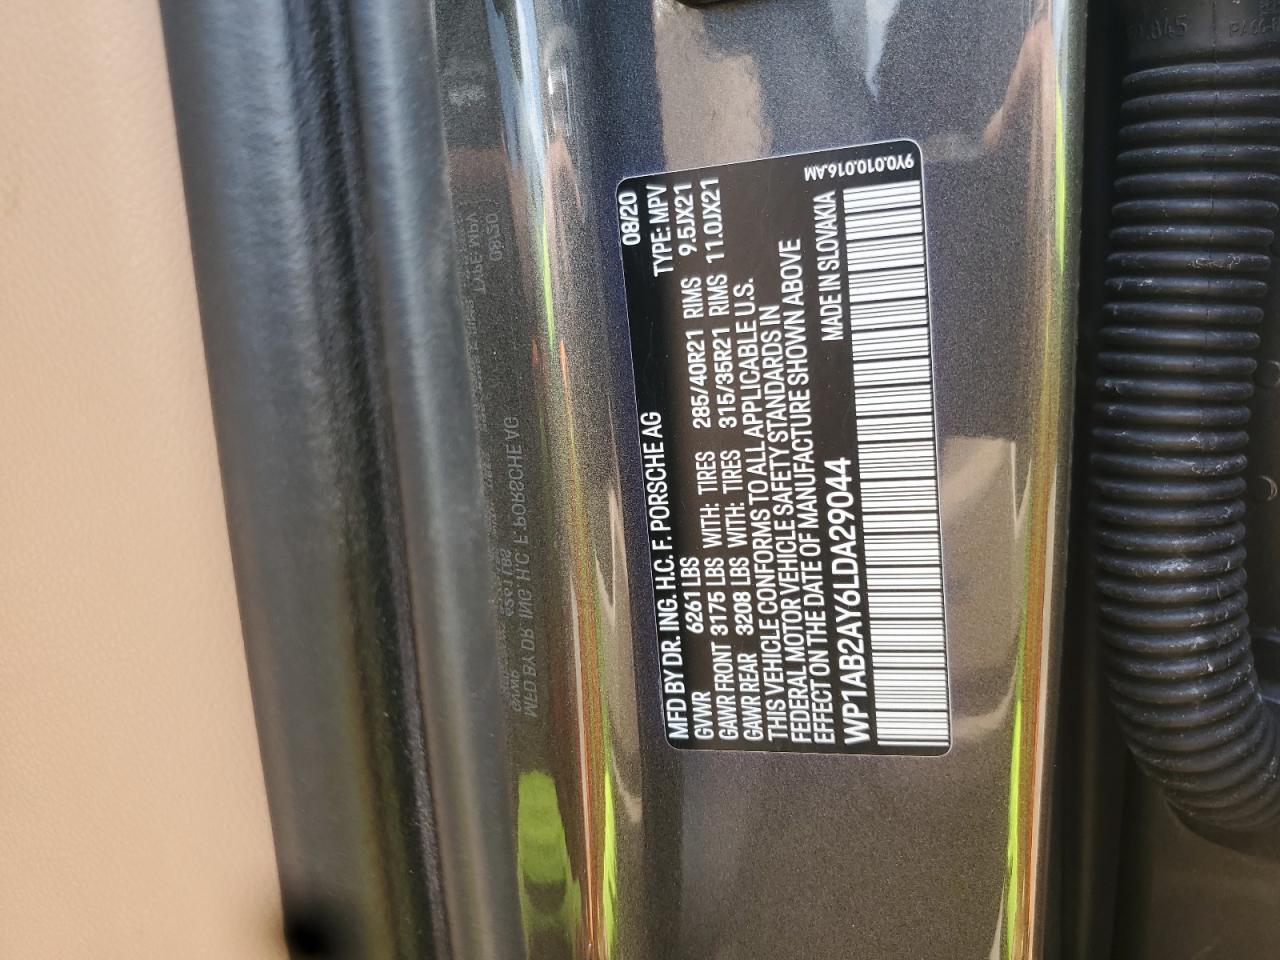 MFD BY DR. ING. H.C. F. PORSCHE AG 08/20
GVWR 6261 LBS TYPE: MPV
GAWR FRONT 3175 LBS WITH: TIRES 285/40R21 RIMS 9.5JX21
GAWR REAR 3208 LBS WITH: TIRES 315/35R21 RIMS 11.0JX21
THIS VEHICLE CONFORMS TO ALL APPLICABLE U.S.
FEDERAL MOTOR VEHICLE SAFETY STANDARDS IN
EFFECT ON THE DATE OF MANUFACTURE SHOWN ABOVE
WP1AB2AY6LDA29044 MADE IN SLOVAKIA
9Y0.010.016.AM